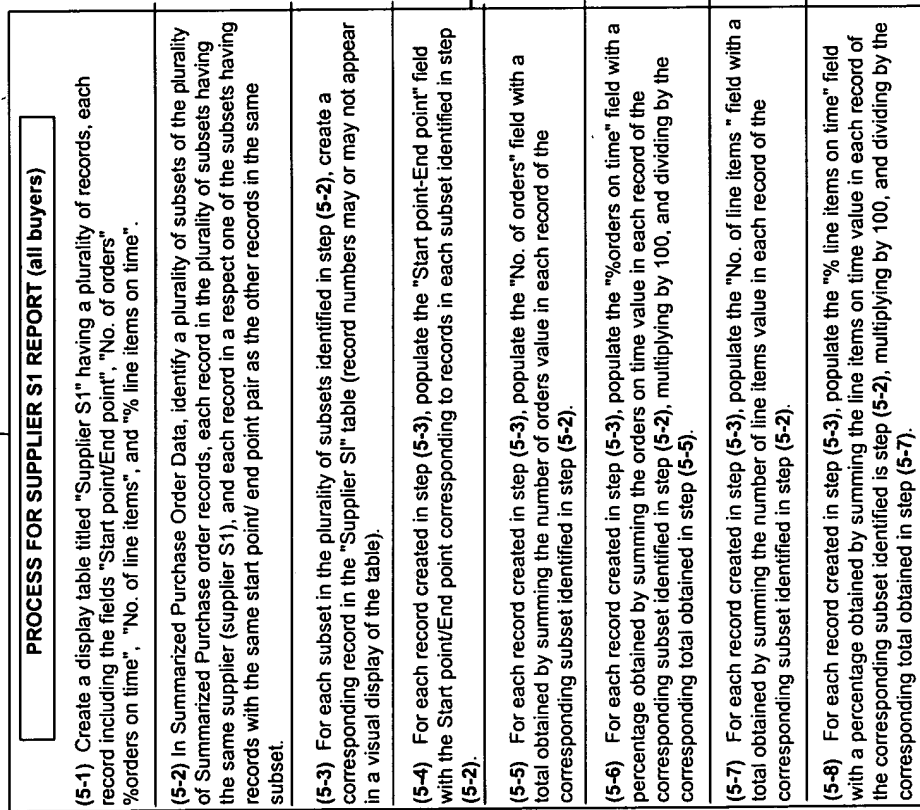 PROCESS FOR SUPPLIER S1 REPORT (all buyers)
(5-1) Create a display table titled "Supplier S1" having a plurality of records, each
record including the fields "Start point/End point", "No. of orders"
%orders on time", "No. of line items", and "% line items on time".
(5-2) In Summarized Purchase Order Data, identify a plurality of subsets of the plurality
of Summarized Purchase order records, each record in the plurality of subsets having
the same supplier (supplier S1), and each record in a respect one of the subsets having
records with the same start point/ end point pair as the other records in the same
subset.
(5-3) For each subset in the plurality of subsets identified in step (5-2), create a
corresponding record in the "Supplier SI" table (record numbers may or may not appear
in a visual display of the table).
(5-4) For each record created in step (5-3), populate the "Start point-End point" field
with the Start point/End point corresponding to records in each subset identified in step
(5-2).
(5-5) For each record created in step (5-3), populate the "No. of orders" field with a
total obtained by summing the number of orders value in each record of the
corresponding subset identified in step (5-2).
(5-6) For each record created in step (5-3), populate the "%orders on time" field with a
percentage obtained by summing the orders on time value in each record of the
corresponding subset identified in step (5-2), multiplying by 100, and dividing by the
corresponding total obtained in step (5-5).
(5-7) For each record created in step (5-3), populate the "No. of line items " field with a
total obtained by summing the number of line items value in each record of the
corresponding subset identified in step (5-2).
(5-8) For each record created in step (5-3), populate the "% line items on time" field
with a percentage obtained by summing the line items on time value in each record of
the corresponding subset identified is step (5-2), multiplying by 100, and dividing by the
corresponding total obtained in step (5-7).